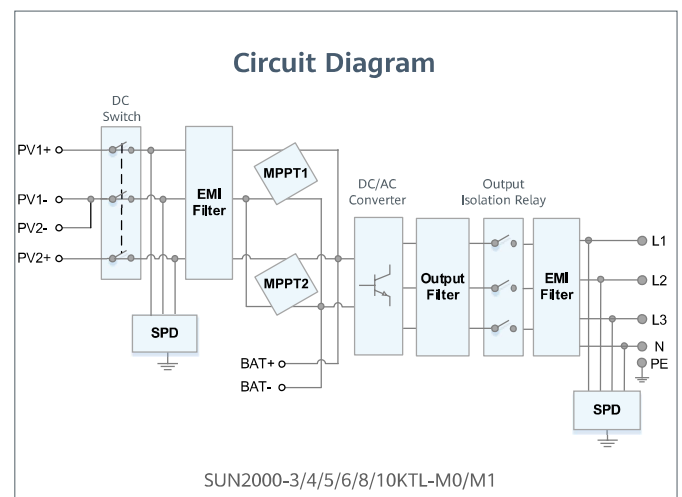 Circuit Diagram
DC
Switch
PV1+
PV1-
PV2-
PV2+
EMI
Filter
MPPT1
MPPT2
SPD
BAT+
BAT-
DC/AC
Converter
Output
Filter
Output
Isolation Relay
EMI
Filter
L1
L2
L3
N
PE
SPD
SUN2000-3/4/5/6/8/10KTL-M0/M1